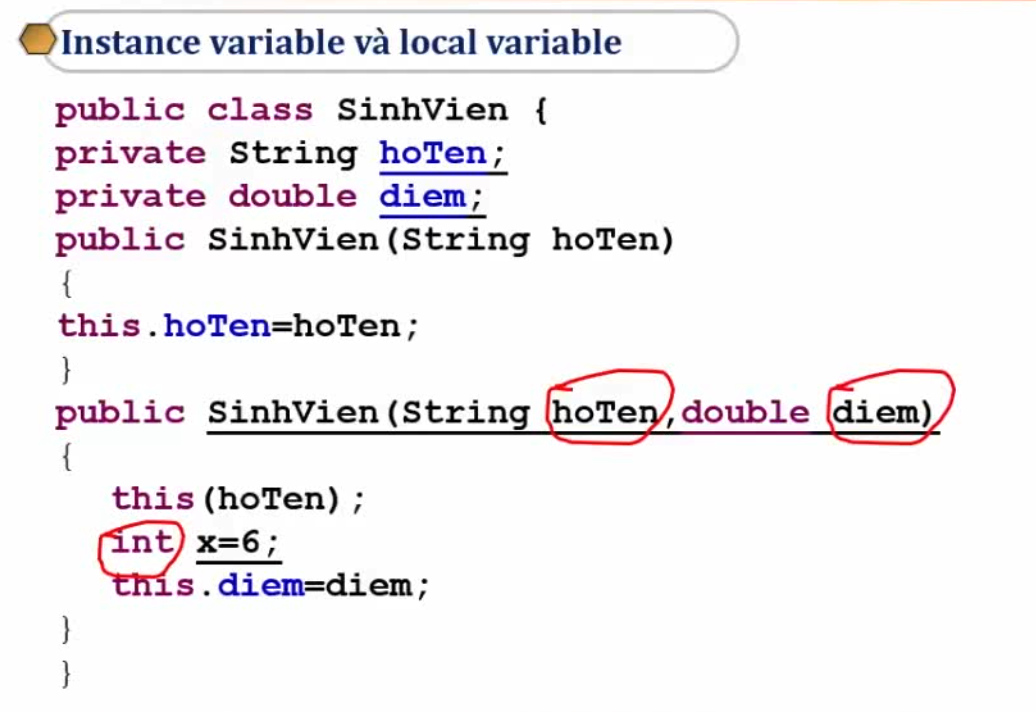 Instance variable và local variable
public class SinhVien {
private String hoTen;
private double diem;
public SinhVien(String hoTen)
{
this.hoTen=hoTen;
}
public SinhVien(String hoTen,double diem)
{
this(hoTen);
int x=6;
this.diem=diem;
}
}